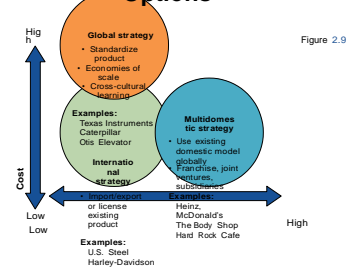 Options
Hig
h
Figure 2.9
Global strategy
• Standardize
product
• Economies of
scale
• Cross-cultural
learning
Examples:
Texas Instruments
Caterpillar
Otis Elevator
Multidomes
tic strategy
• Use existing
domestic model
globally
• Franchise, joint
ventures,
subsidiaries
Examples:
Heinz,
McDonald's
The Body Shop
Hard Rock Cafe
Internatio
nal
strategy
• Import/export
or license
existing
product
Examples:
U.S. Steel
Harley-Davidson
Cost
Low
Low
High